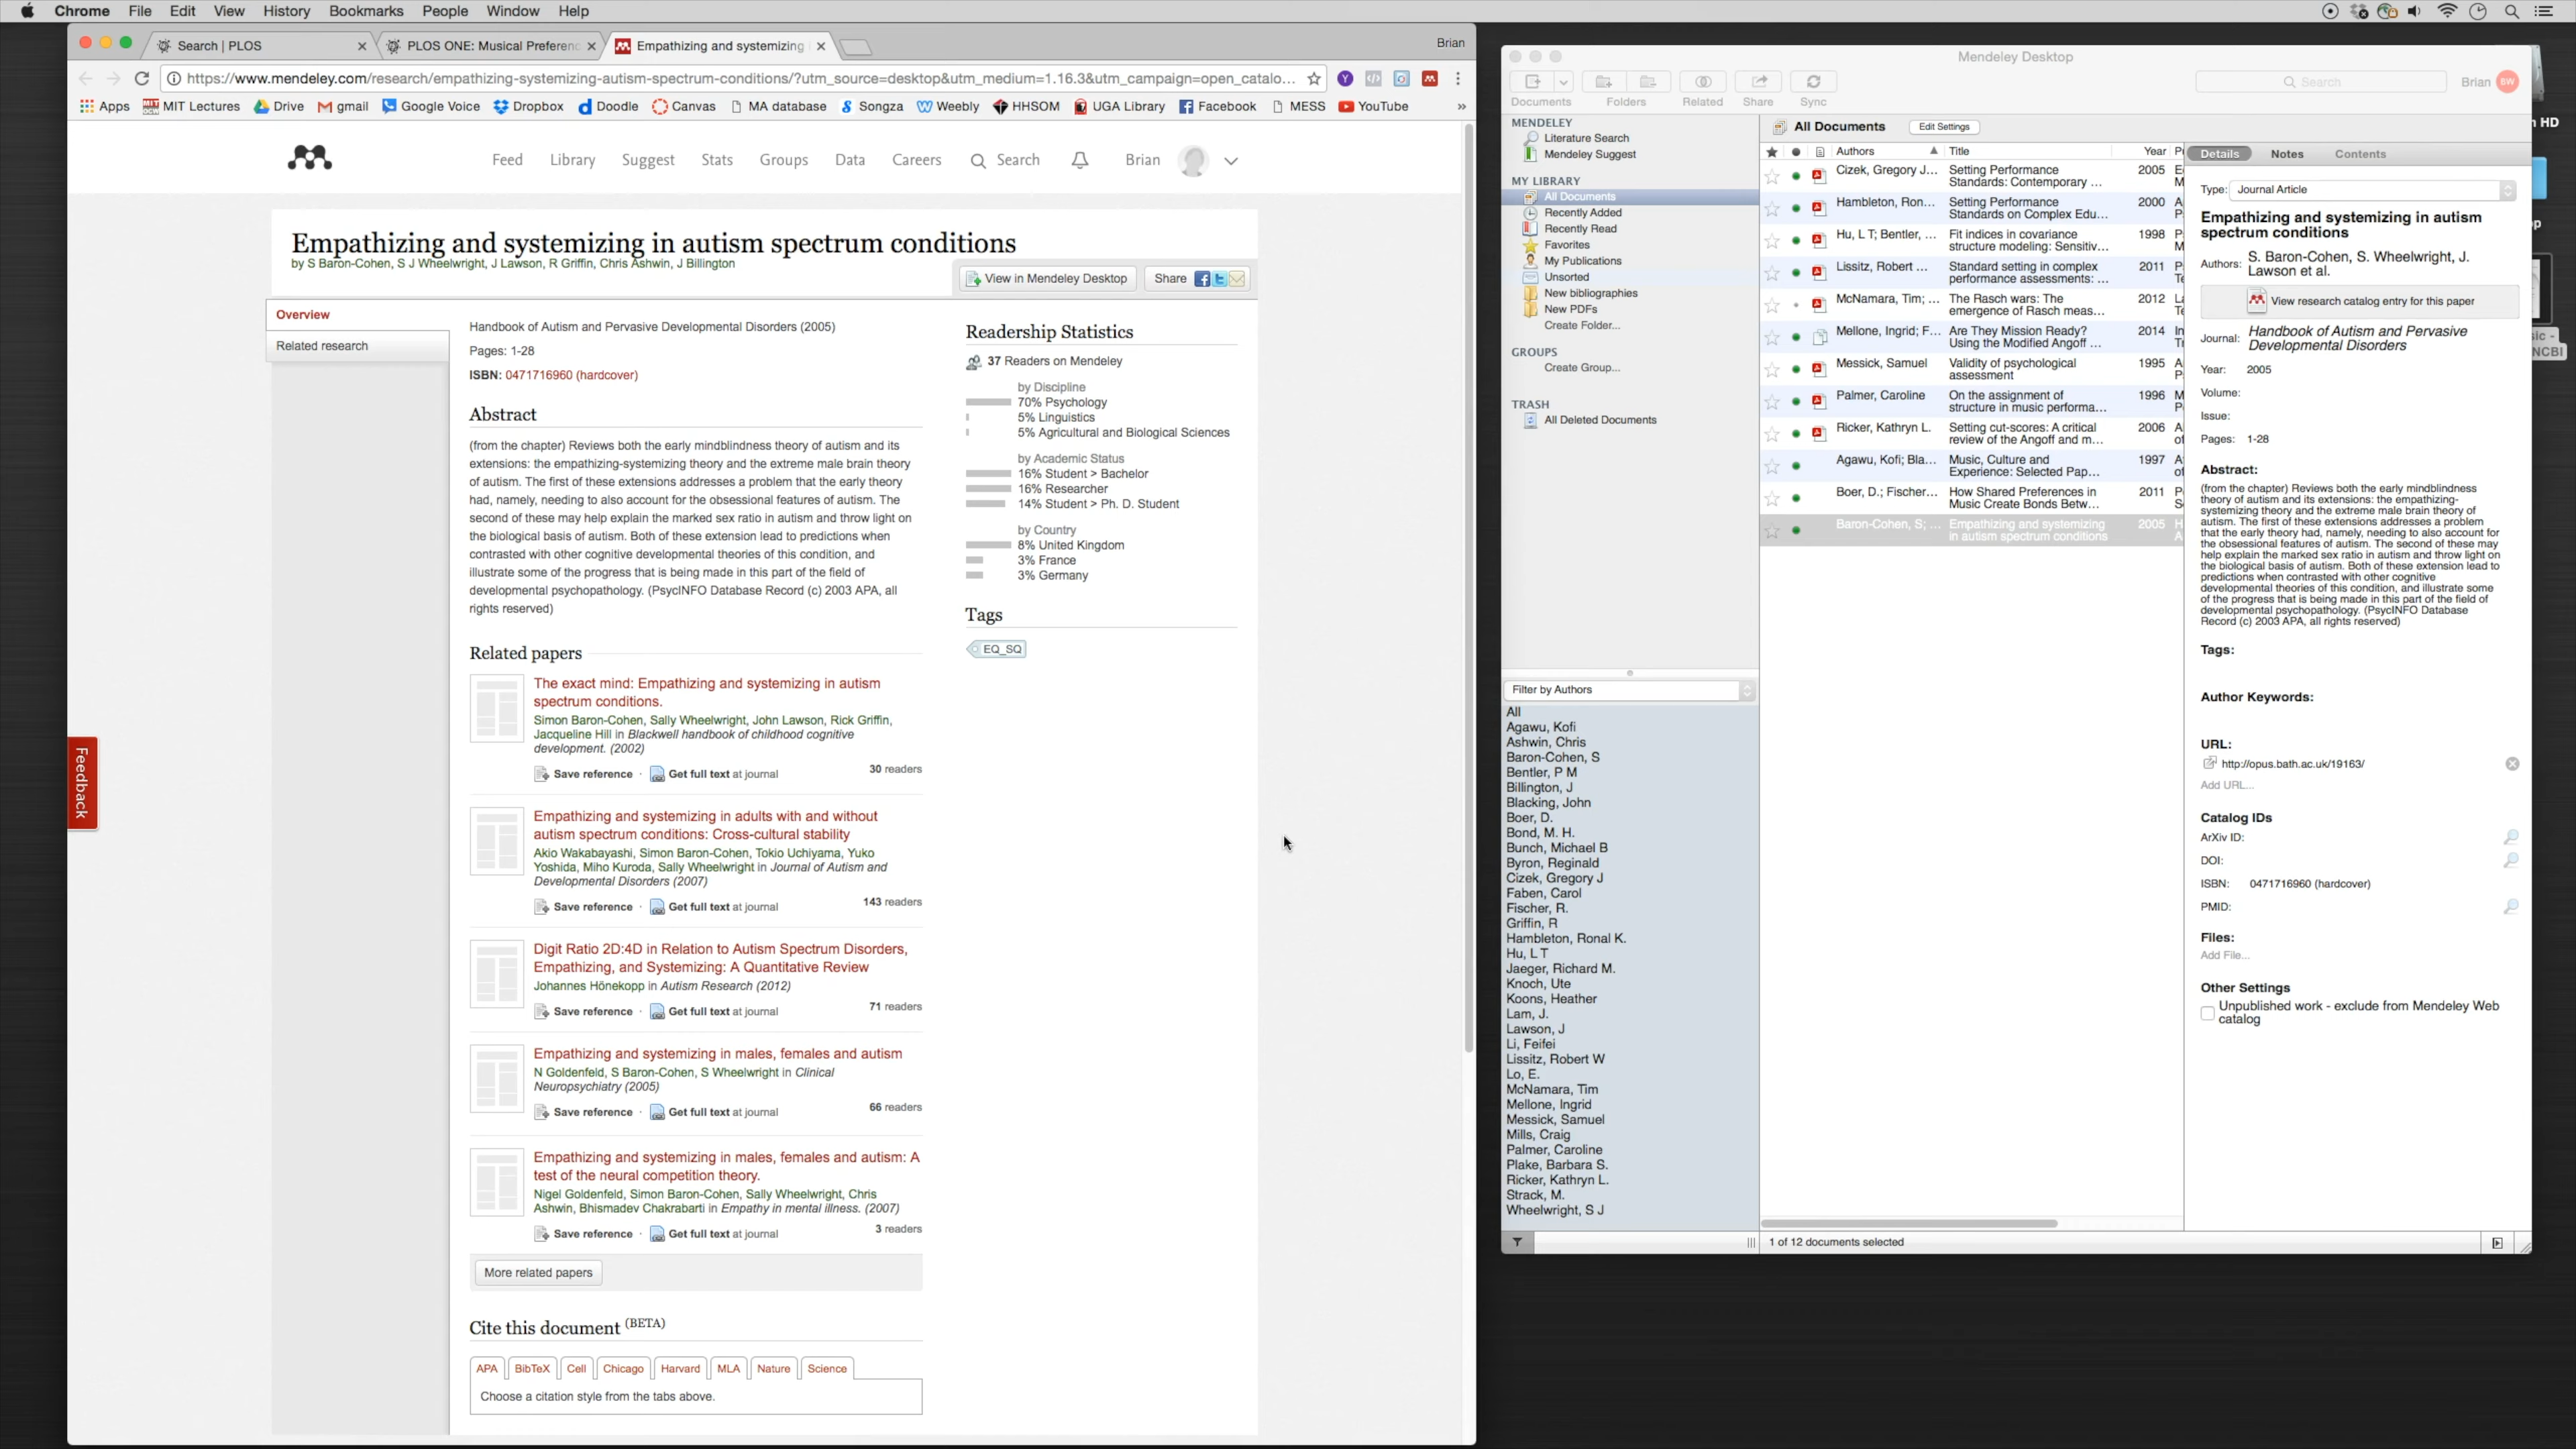 Chrome File Edit View History Bookmarks People Window Help
Search | PLOS
PLOS ONE: Musical Preferenc
Empathizing and systemizing
Brian
https://www.mendeley.com/research/empathizing-systemizing-autism-spectrum-conditions/?utm_source=desktop&utm_medium=1.16.3&utm_campaign=open_catalo...
Apps MIT Lectures Drive gmail Google Voice Dropbox Doodle Canvas MA database Songza Weebly HHSOM UGA Library Facebook MESS YouTube »
Feed Library Suggest Stats Groups Data Careers Search Brian
Empathizing and systemizing in autism spectrum conditions
by S Baron-Cohen, S J Wheelwright, J Lawson, R Griffin, Chris Ashwin, J Billington
View in Mendeley Desktop Share
Overview
Related research
Handbook of Autism and Pervasive Developmental Disorders (2005)
Pages: 1-28
ISBN: 0471716960 (hardcover)
Abstract
(from the chapter) Reviews both the early mindblindness theory of autism and its
extensions: the empathizing-systemizing theory and the extreme male brain theory
of autism. The first of these extensions addresses a problem that the early theory
had, namely, needing to also account for the obsessional features of autism. The
second of these may help explain the marked sex ratio in autism and throw light on
the biological basis of autism. Both of these extension lead to predictions when
contrasted with other cognitive developmental theories of this condition, and
illustrate some of the progress that is being made in this part of the field of
developmental psychopathology. (PsycINFO Database Record (c) 2003 APA, all
rights reserved)
Related papers
The exact mind: Empathizing and systemizing in autism
spectrum conditions.
Simon Baron-Cohen, Sally Wheelwright, John Lawson, Rick Griffin,
Jacqueline Hill in Blackwell handbook of childhood cognitive
development. (2002)
Save reference · Get full text at journal 30 readers
Empathizing and systemizing in adults with and without
autism spectrum conditions: Cross-cultural stability
Akio Wakabayashi, Simon Baron-Cohen, Tokio Uchiyama, Yuko
Yoshida, Miho Kuroda, Sally Wheelwright in Journal of Autism and
Developmental Disorders (2007)
Save reference · Get full text at journal 143 readers
Digit Ratio 2D:4D in Relation to Autism Spectrum Disorders,
Empathizing, and Systemizing: A Quantitative Review
Johannes Hönekopp in Autism Research (2012)
Save reference · Get full text at journal 71 readers
Empathizing and systemizing in males, females and autism
N Goldenfeld, S Baron-Cohen, S Wheelwright in Clinical
Neuropsychiatry (2005)
Save reference · Get full text at journal 66 readers
Empathizing and systemizing in males, females and autism: A
test of the neural competition theory.
Nigel Goldenfeld, Simon Baron-Cohen, Sally Wheelwright, Chris
Ashwin, Bhismadev Chakrabarti in Empathy in mental illness. (2007)
Save reference · Get full text at journal 3 readers
More related papers
Cite this document (BETA)
APA BibTeX Cell Chicago Harvard MLA Nature Science
Choose a citation style from the tabs above.
Readership Statistics
37 Readers on Mendeley
by Discipline
70% Psychology
5% Linguistics
5% Agricultural and Biological Sciences
by Academic Status
16% Student > Bachelor
16% Researcher
14% Student > Ph. D. Student
by Country
8% United Kingdom
3% France
3% Germany
Tags
EQ_SQ
Feedback
Mendeley Desktop
Documents Folders Related Share Sync
Search
Brian BW
MENDELEY
Literature Search
Mendeley Suggest
MY LIBRARY
All Documents
Recently Added
Recently Read
Favorites
My Publications
Unsorted
New bibliographies
New PDFs
Create Folder...
GROUPS
Create Group...
TRASH
All Deleted Documents
Filter by Authors
All
Agawu, Kofi
Ashwin, Chris
Baron-Cohen, S
Bentler, P M
Billington, J
Blacking, John
Boer, D.
Bond, M. H.
Bunch, Michael B
Byron, Reginald
Cizek, Gregory J
Faben, Carol
Fischer, R.
Griffin, R
Hambleton, Ronal K.
Hu, L T
Jaeger, Richard M.
Knoch, Ute
Koons, Heather
Lam, J.
Lawson, J
Li, Feifei
Lissitz, Robert W
Lo, E.
McNamara, Tim
Mellone, Ingrid
Messick, Samuel
Mills, Craig
Palmer, Caroline
Plake, Barbara S.
Ricker, Kathryn L.
Strack, M.
Wheelwright, S J
All Documents Edit Settings
Authors Title Year
Cizek, Gregory J... Setting Performance 2005
Standards: Contemporary ...
Hambleton, Ron... Setting Performance 2000
Standards on Complex Edu...
Hu, L T; Bentler, ... Fit indices in covariance 1998
structure modeling: Sensitiv...
Lissitz, Robert ... Standard setting in complex 2011
performance assessments: ...
McNamara, Tim; ... The Rasch wars: The 2012
emergence of Rasch meas...
Mellone, Ingrid; F... Are They Mission Ready? 2014
Using the Modified Angoff ...
Messick, Samuel Validity of psychological 1995
assessment
Palmer, Caroline On the assignment of 1996
structure in music performa...
Ricker, Kathryn L. Setting cut-scores: A critical 2006
review of the Angoff and m...
Agawu, Kofi; Bla... Music, Culture and 1997
Experience: Selected Pap...
Boer, D.; Fischer... How Shared Preferences in 2011
Music Create Bonds Betw...
Baron-Cohen, S; ... Empathizing and systemizing 2005
in autism spectrum conditions
1 of 12 documents selected
Details Notes Contents
Type: Journal Article
Empathizing and systemizing in autism
spectrum conditions
Authors: S. Baron-Cohen, S. Wheelwright, J.
Lawson et al.
View research catalog entry for this paper
Journal: Handbook of Autism and Pervasive
Developmental Disorders
Year: 2005
Volume:
Issue:
Pages: 1-28
Abstract:
(from the chapter) Reviews both the early mindblindness
theory of autism and its extensions: the empathizing-
systemizing theory and the extreme male brain theory of
autism. The first of these extensions addresses a problem
that the early theory had, namely, needing to also account for
the obsessional features of autism. The second of these may
help explain the marked sex ratio in autism and throw light on
the biological basis of autism. Both of these extension lead to
predictions when contrasted with other cognitive
developmental theories of this condition, and illustrate some
of the progress that is being made in this part of the field of
developmental psychopathology. (PsycINFO Database
Record (c) 2003 APA, all rights reserved)
Tags:
Author Keywords:
URL:
http://opus.bath.ac.uk/19163/
Add URL...
Catalog IDs
ArXiv ID:
DOI:
ISBN: 0471716960 (hardcover)
PMID:
Files:
Add File...
Other Settings
Unpublished work - exclude from Mendeley Web
catalog
HD
NCBI